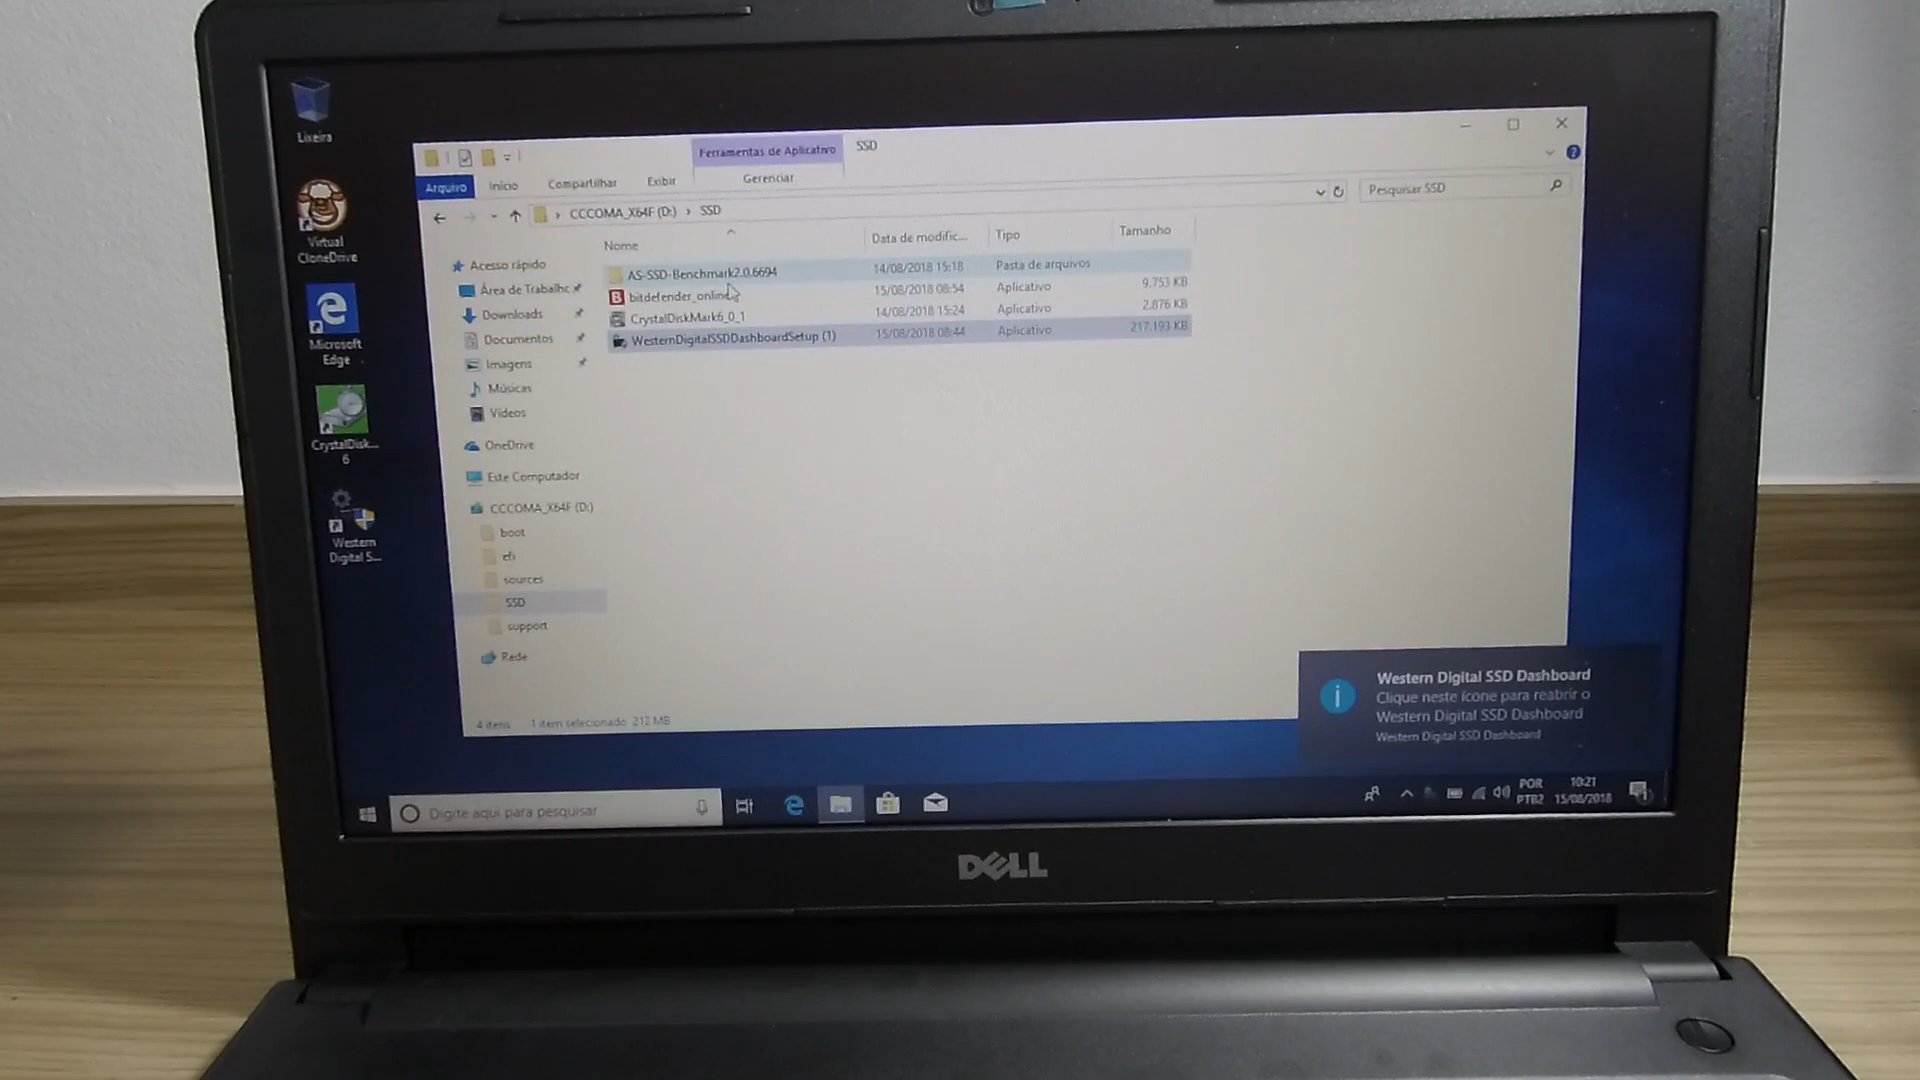 Lixeira
Virtual
CloneDrive
Microsoft
Edge
CrystalDisk...
6
Western
Digital S...
Ferramentas de Aplicativo
SSD
Arquivo
Início
Compartilhar
Exibir
Gerenciar
CCCOMA_X64F (D:) › SSD
Pesquisar SSD
Nome
Data de modific...
Tipo
Tamanho
AS-SSD-Benchmark2.0.6694 14/08/2018 15:18 Pasta de arquivos
bitdefender_online 15/08/2018 08:54 Aplicativo 9.753 KB
CrystalDiskMark6_0_1 14/08/2018 15:24 Aplicativo 2.876 KB
WesternDigitalSSDDashboardSetup (1) 15/08/2018 08:44 Aplicativo 217.193 KB
Acesso rápido
Área de Trabalho
Downloads
Documentos
Imagens
Músicas
Vídeos
OneDrive
Este Computador
CCCOMA_X64F (D:)
boot
efi
sources
SSD
support
Rede
4 itens 1 item selecionado 212 MB
Western Digital SSD Dashboard
Clique neste ícone para reabrir o
Western Digital SSD Dashboard
Western Digital SSD Dashboard
Digite aqui para pesquisar
POR
PTB2
10:21
15/08/2018
1
DELL